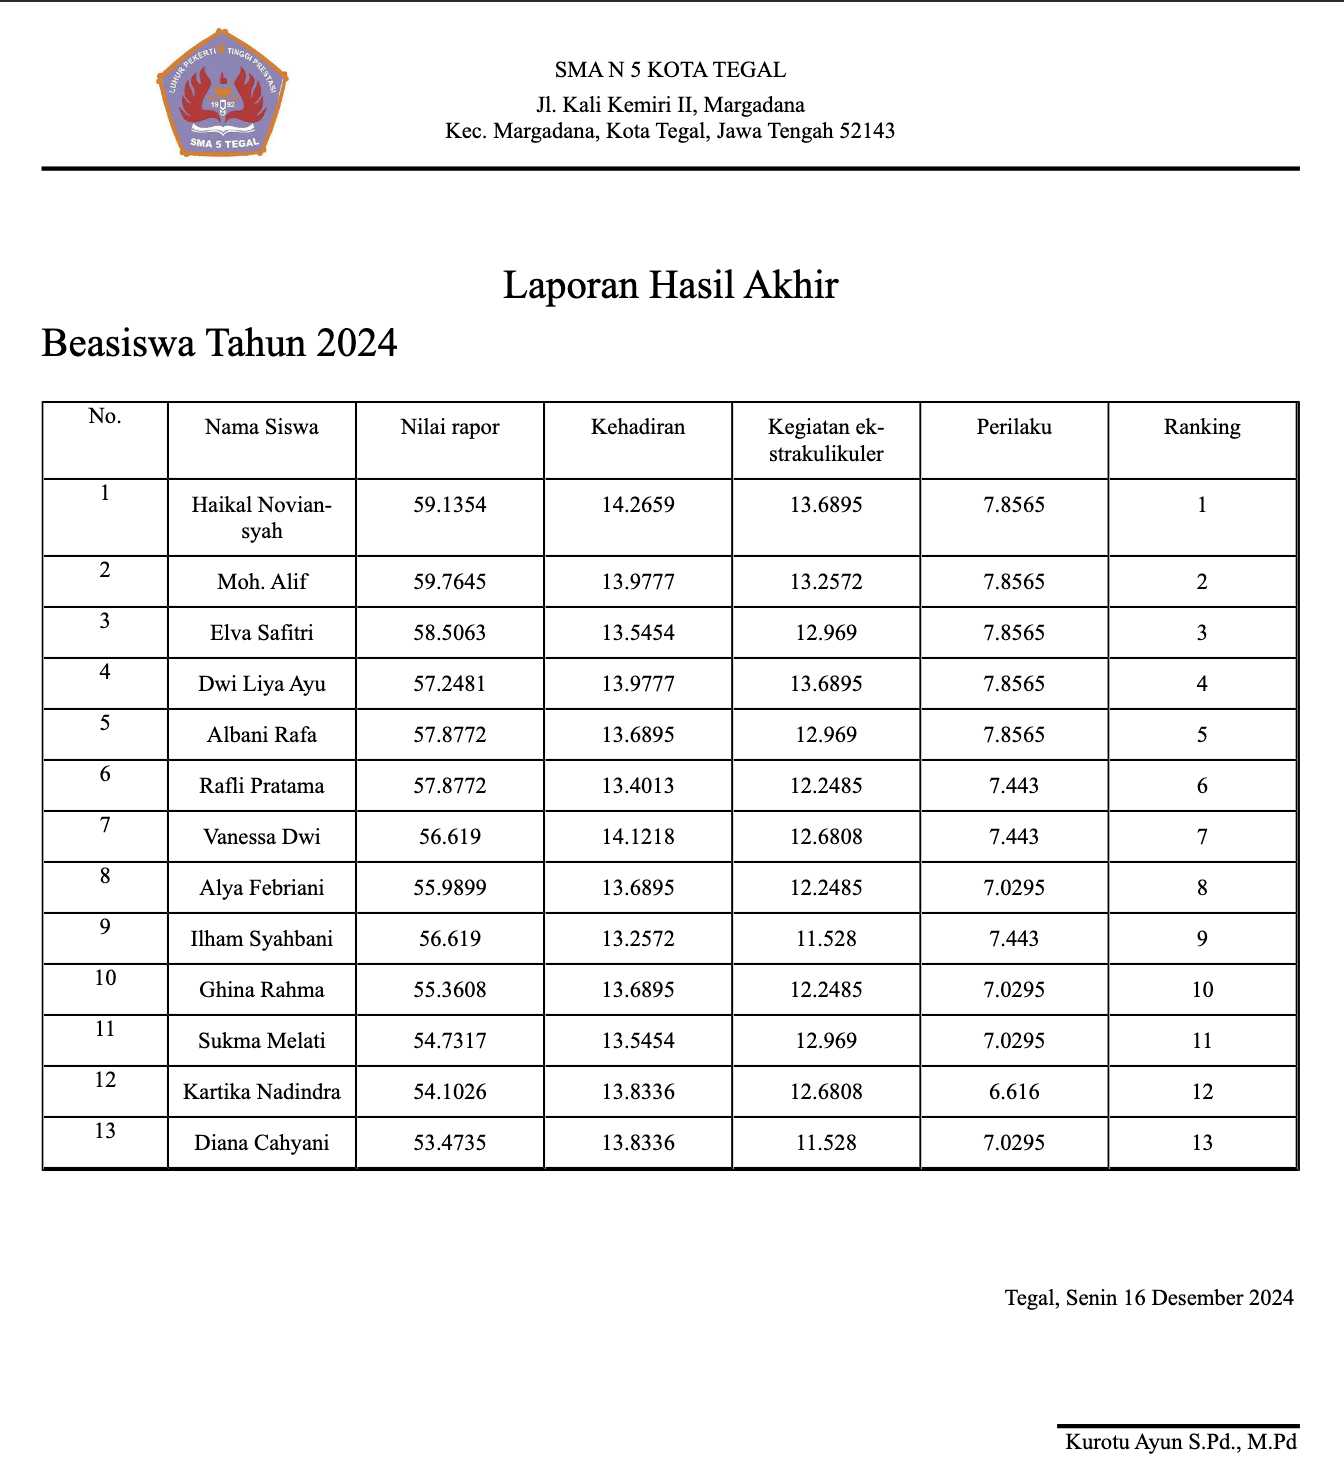 LUHUR PEKERTI TINGGI PRESTASI
19 92
SMA 5 TEGAL
SMA N 5 KOTA TEGAL
Jl. Kali Kemiri II, Margadana
Kec. Margadana, Kota Tegal, Jawa Tengah 52143
Laporan Hasil Akhir
Beasiswa Tahun 2024
No. Nama Siswa Nilai rapor Kehadiran Kegiatan ek-
strakulikuler Perilaku Ranking
1 Haikal Novian-
syah 59.1354 14.2659 13.6895 7.8565 1
2 Moh. Alif 59.7645 13.9777 13.2572 7.8565 2
3 Elva Safitri 58.5063 13.5454 12.969 7.8565 3
4 Dwi Liya Ayu 57.2481 13.9777 13.6895 7.8565 4
5 Albani Rafa 57.8772 13.6895 12.969 7.8565 5
6 Rafli Pratama 57.8772 13.4013 12.2485 7.443 6
7 Vanessa Dwi 56.619 14.1218 12.6808 7.443 7
8 Alya Febriani 55.9899 13.6895 12.2485 7.0295 8
9 Ilham Syahbani 56.619 13.2572 11.528 7.443 9
10 Ghina Rahma 55.3608 13.6895 12.2485 7.0295 10
11 Sukma Melati 54.7317 13.5454 12.969 7.0295 11
12 Kartika Nadindra 54.1026 13.8336 12.6808 6.616 12
13 Diana Cahyani 53.4735 13.8336 11.528 7.0295 13
Tegal, Senin 16 Desember 2024
Kurotu Ayun S.Pd., M.Pd